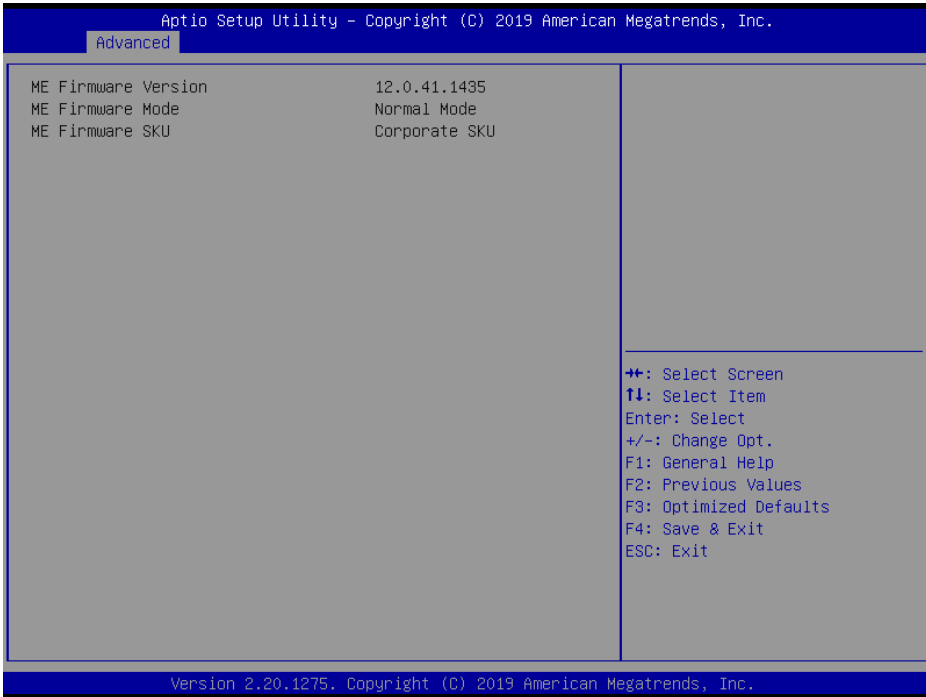 Aptio Setup Utility – Copyright (C) 2019 American Megatrends, Inc.
Advanced
ME Firmware Version 12.0.41.1435
ME Firmware Mode Normal Mode
ME Firmware SKU Corporate SKU
→←: Select Screen
↑↓: Select Item
Enter: Select
+/-: Change Opt.
F1: General Help
F2: Previous Values
F3: Optimized Defaults
F4: Save & Exit
ESC: Exit
Version 2.20.1275. Copyright (C) 2019 American Megatrends, Inc.